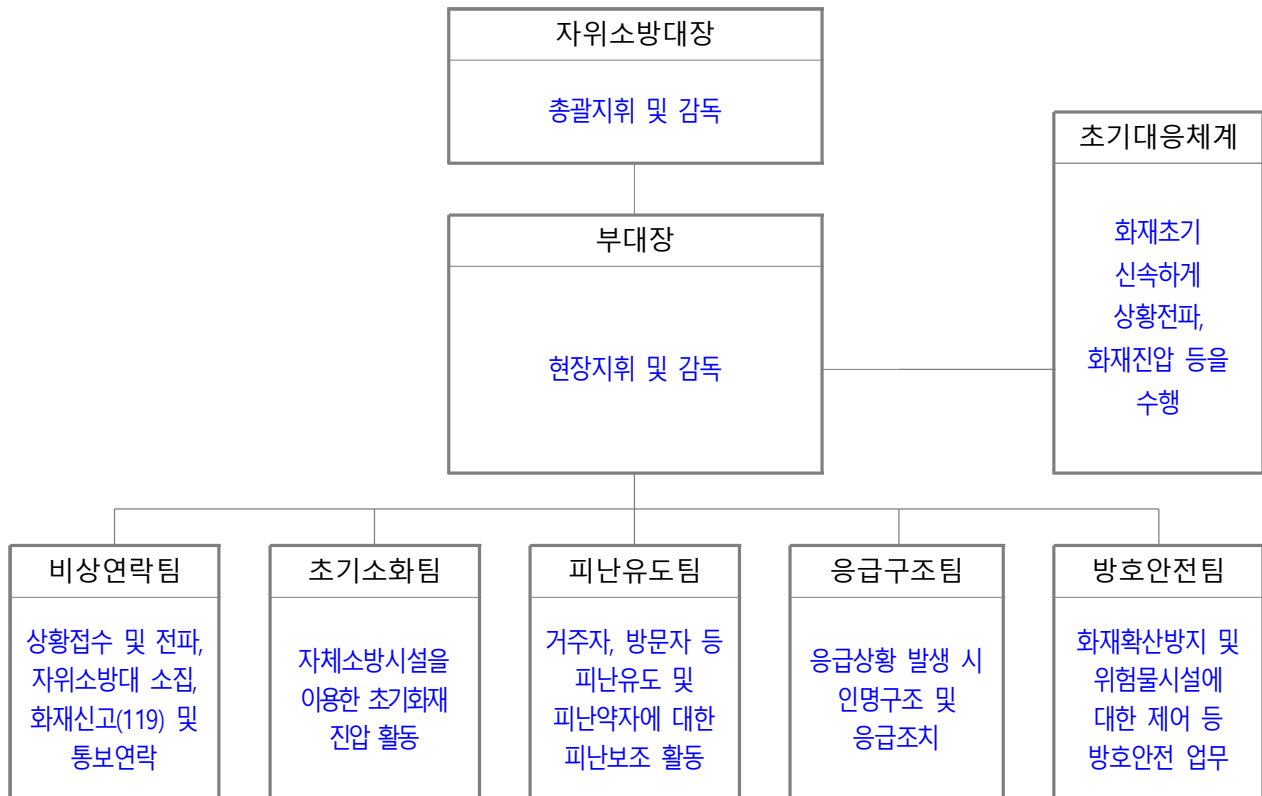 자위소방대장
총괄지휘 및 감독
초기대응체계
화재초기
신속하게
상황전파,
화재진압 등을
수행
부대장
현장지휘 및 감독
비상연락팀
상황접수 및 전파,
자위소방대 소집,
화재신고(119) 및
통보연락
초기소화팀
자체소방시설을
이용한 초기화재
진압 활동
피난유도팀
거주자, 방문자 등
피난유도 및
피난약자에 대한
피난보조 활동
응급구조팀
응급상황 발생 시
인명구조 및
응급조치
방호안전팀
화재확산방지 및
위험물시설에
대한 제어 등
방호안전 업무